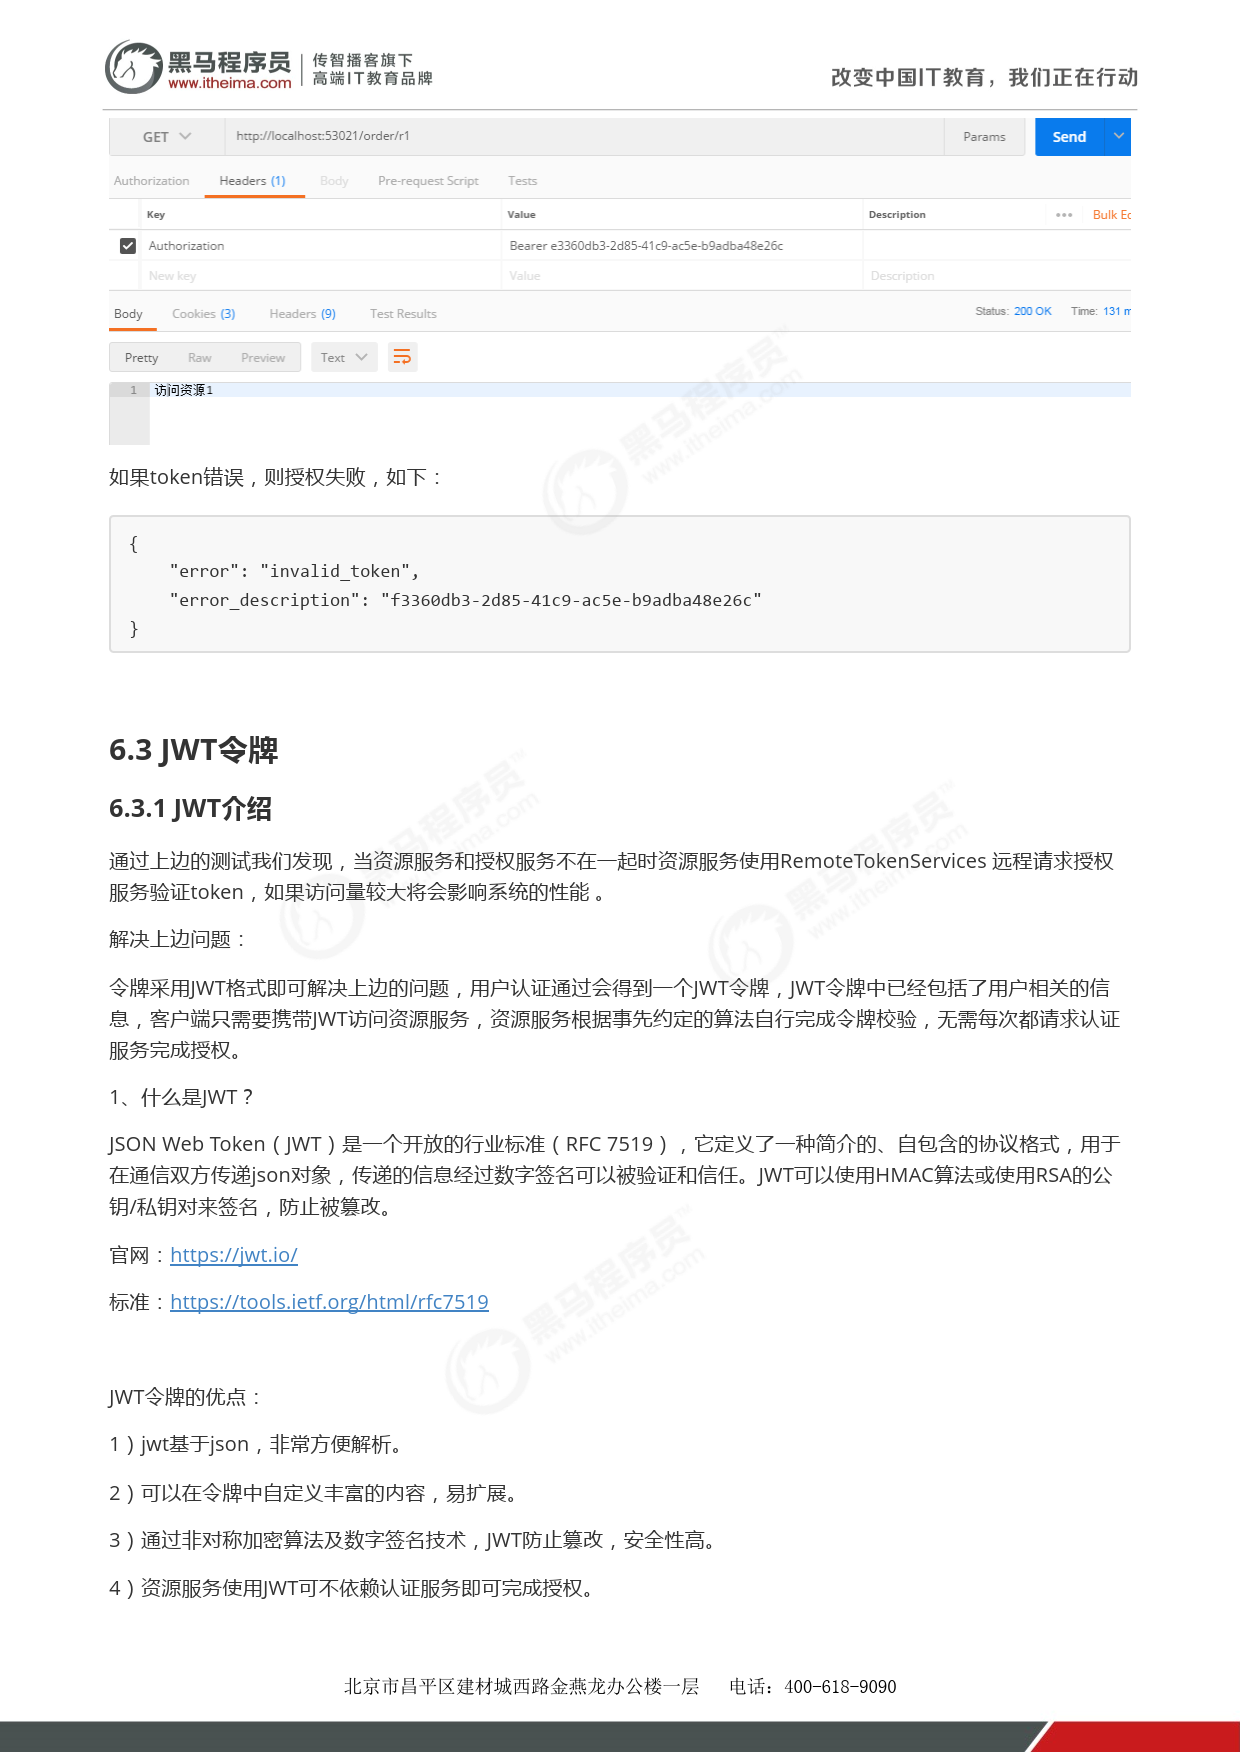 黑马程序员
www.itheima.com
传智播客旗下
高端IT教育品牌
改变中国IT教育，我们正在行动
GET
http://localhost:53021/order/r1
Params
Send
Authorization Headers (1) Body Pre-request Script Tests
Key Value Description ••• Bulk Ec
Authorization Bearer e3360db3-2d85-41c9-ac5e-b9adba48e26c
New key Value Description
Body Cookies (3) Headers (9) Test Results Status: 200 OK Time: 131 m
Pretty Raw Preview Text
1 访问资源1
如果token错误，则授权失败，如下：
{
"error": "invalid_token",
"error_description": "f3360db3-2d85-41c9-ac5e-b9adba48e26c"
}
6.3 JWT令牌
6.3.1 JWT介绍
通过上边的测试我们发现，当资源服务和授权服务不在一起时资源服务使用RemoteTokenServices 远程请求授权
服务验证token，如果访问量较大将会影响系统的性能 。
解决上边问题：
令牌采用JWT格式即可解决上边的问题，用户认证通过会得到一个JWT令牌，JWT令牌中已经包括了用户相关的信
息，客户端只需要携带JWT访问资源服务，资源服务根据事先约定的算法自行完成令牌校验，无需每次都请求认证
服务完成授权。
1、什么是JWT？
JSON Web Token（JWT）是一个开放的行业标准（RFC 7519），它定义了一种简介的、自包含的协议格式，用于
在通信双方传递json对象，传递的信息经过数字签名可以被验证和信任。JWT可以使用HMAC算法或使用RSA的公
钥/私钥对来签名，防止被篡改。
官网：https://jwt.io/
标准：https://tools.ietf.org/html/rfc7519
JWT令牌的优点：
1）jwt基于json，非常方便解析。
2）可以在令牌中自定义丰富的内容，易扩展。
3）通过非对称加密算法及数字签名技术，JWT防止篡改，安全性高。
4）资源服务使用JWT可不依赖认证服务即可完成授权。
北京市昌平区建材城西路金燕龙办公楼一层 电话：400-618-9090